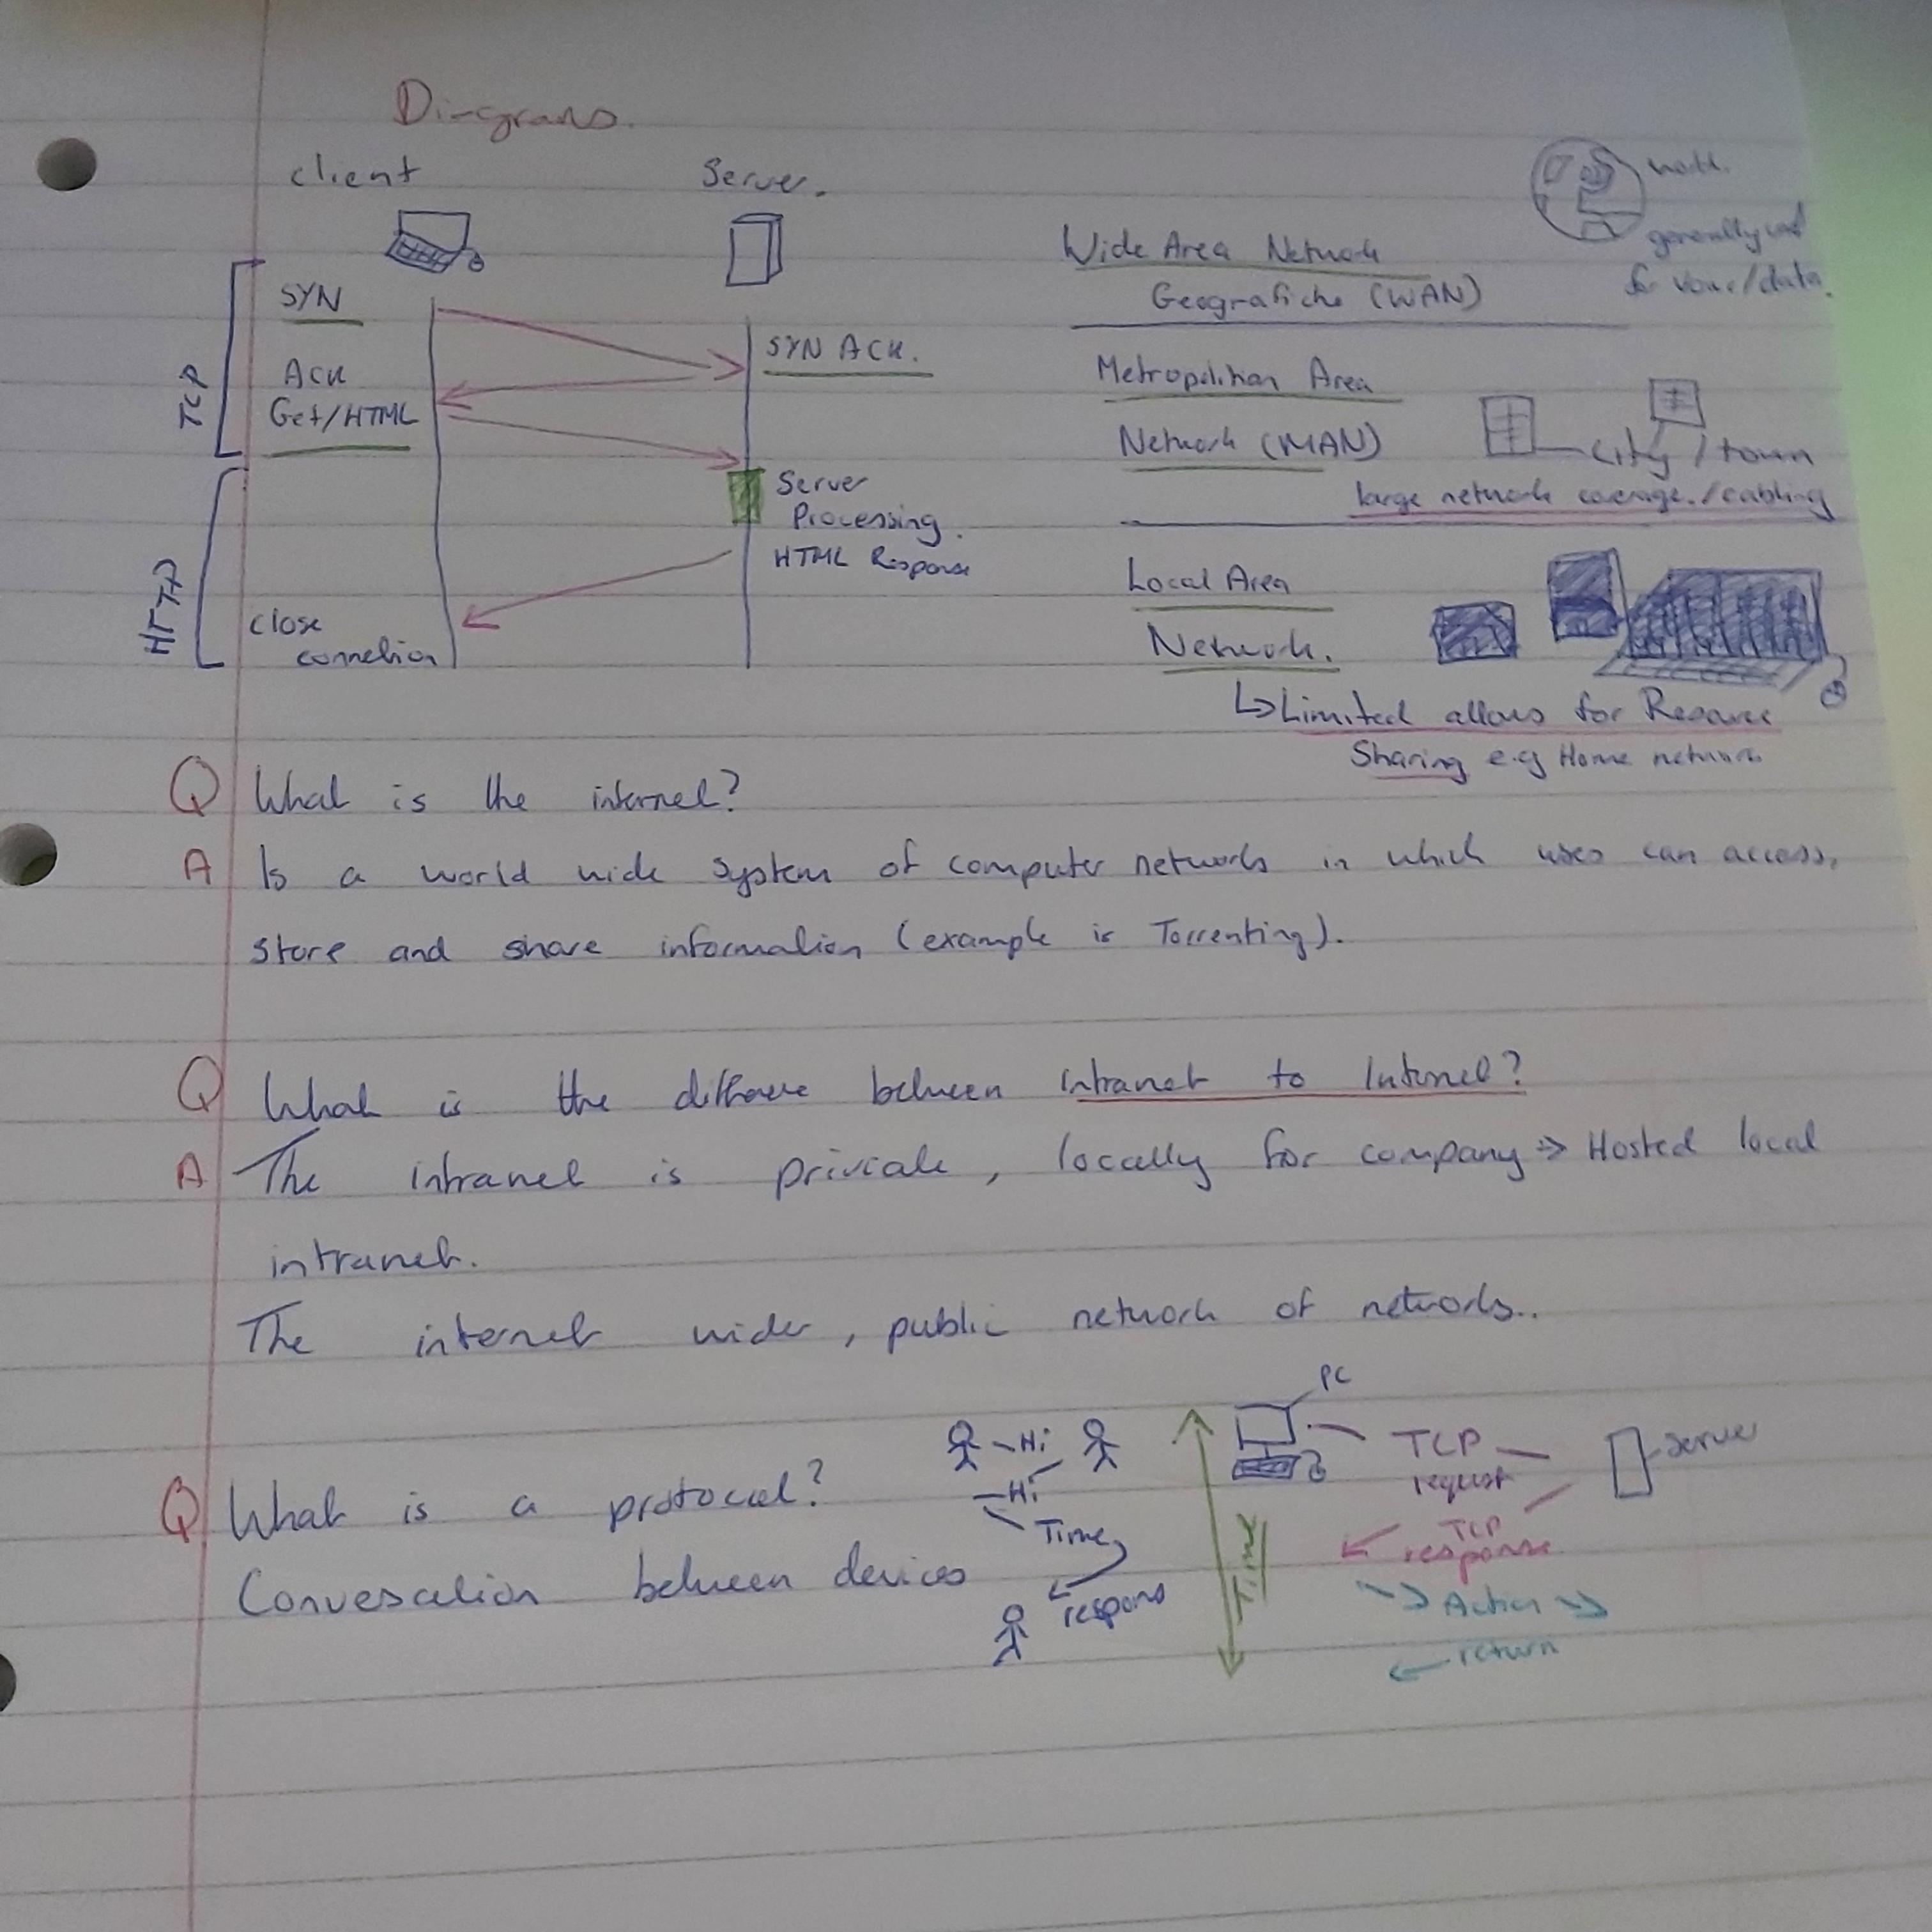 Diagrams.
client
Server.
TCP
SYN
SYN ACK.
Ack
Get/HTML
Server
Processing.
HTML Response
HTTP
close
connection
world.
generally used
for voice/data.
Wide Area Network
Geografiche (WAN)
Metropolitan Area
Network (MAN)
city / town
large network coverage./cabling
Local Area
Network.
↳ Limited allows for Resource
Sharing e.g Home network
Q What is the internet?
A Is a world wide system of computer networks in which users can access,
store and share information (example is Torrenting).
Q What is the difference between intranet to Internet?
A The intranet is private, locally for company => Hosted local
intranet.
The internet wider, public network of networks..
Q What is a protocol?
Conversation between devices
Hi
Hi
Time
respons
Time
PC
TCP
request
server
TCP
response
Action
return